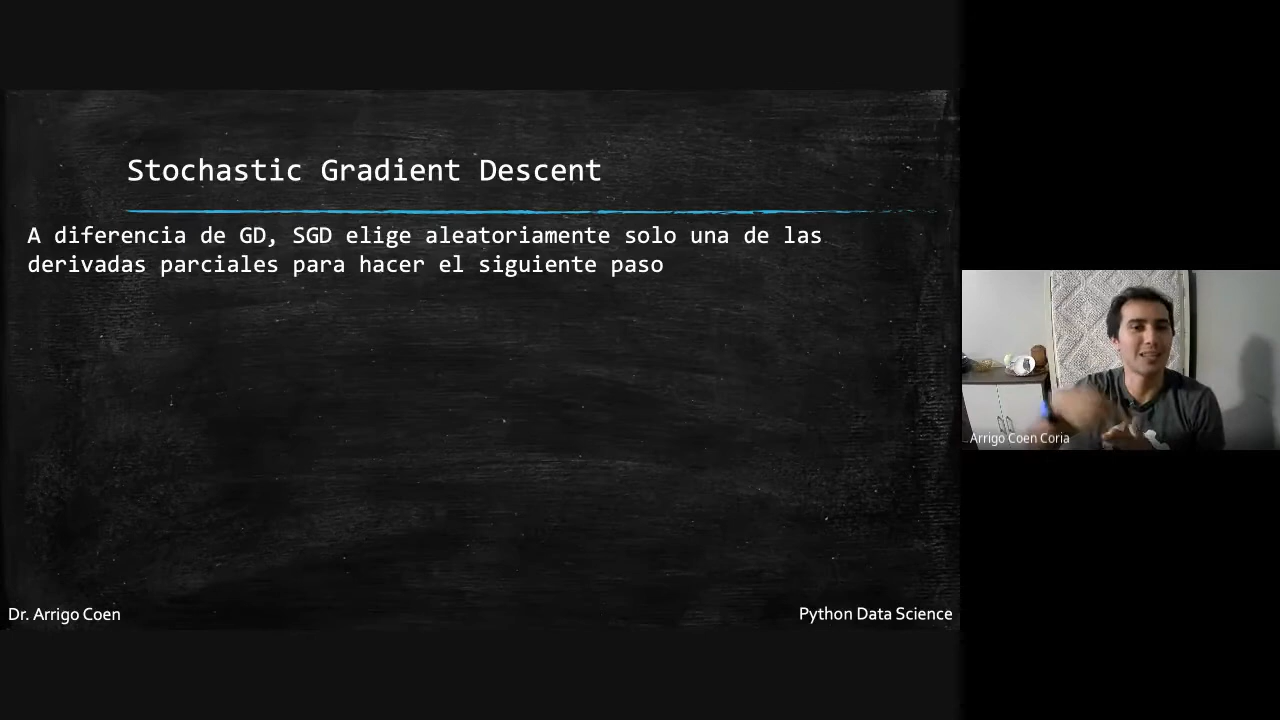 Stochastic Gradient Descent
A diferencia de GD, SGD elige aleatoriamente solo una de las
derivadas parciales para hacer el siguiente paso
Arrigo Coen Coria
Dr. Arrigo Coen
Python Data Science